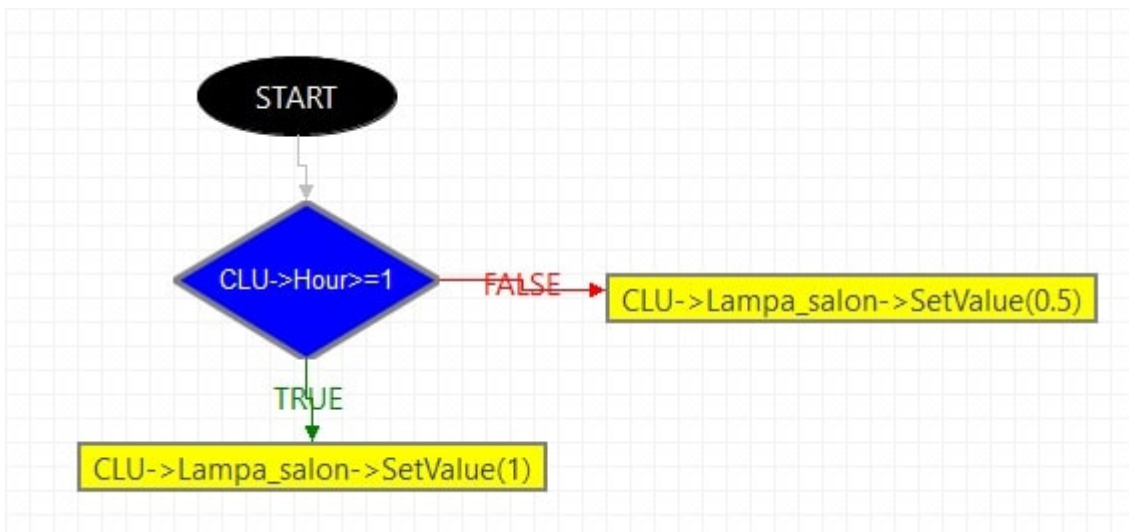 START
CLU->Hour>=1
FALSE
CLU->Lampa_salon->SetValue(0.5)
TRUE
CLU->Lampa_salon->SetValue(1)